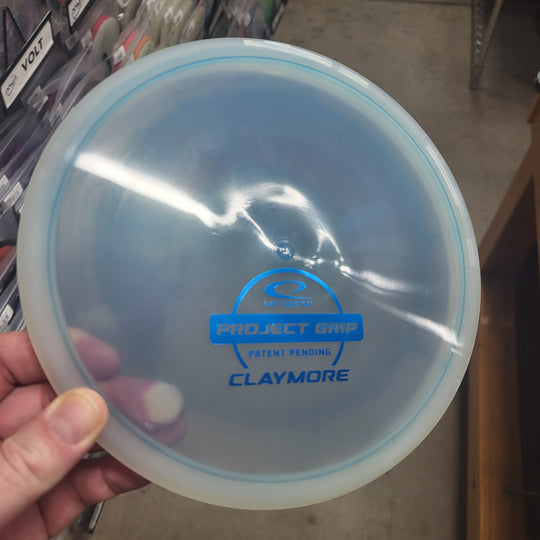 VOLT
PROJECT GRIP
PATENT PENDING
CLAYMORE